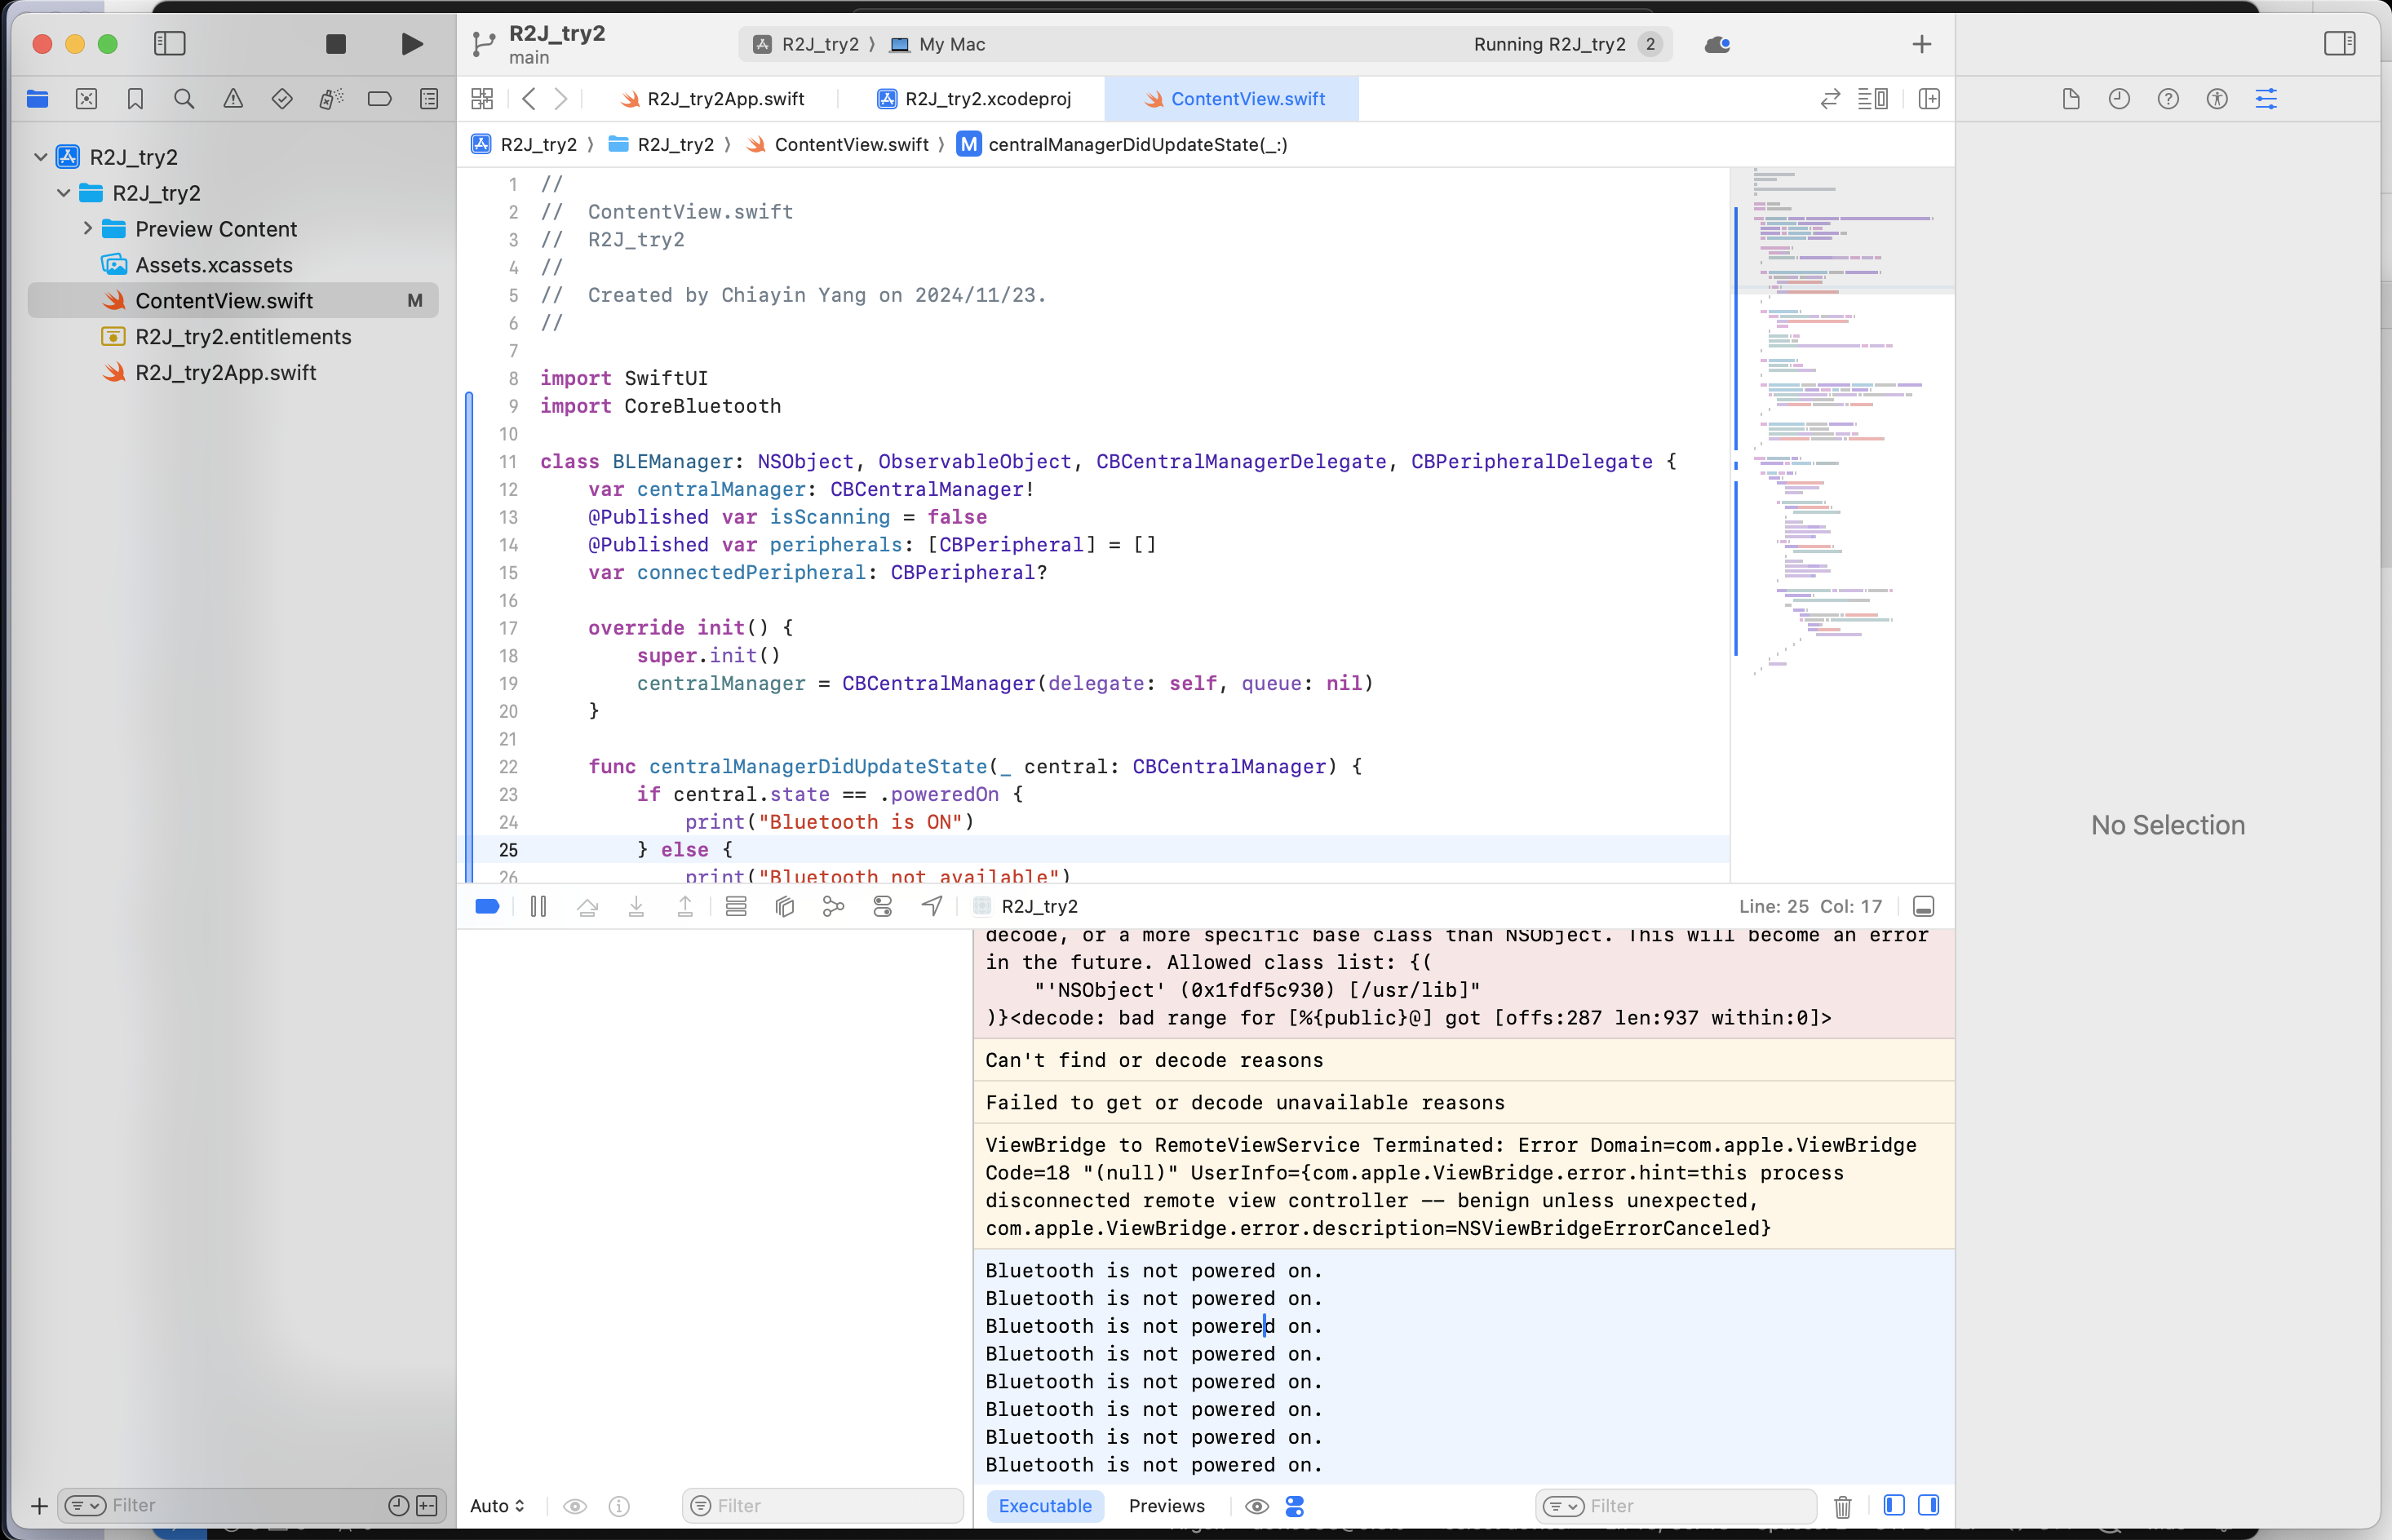 R2J_try2
main
R2J_try2 〉 My Mac
Running R2J_try2 2
R2J_try2App.swift
R2J_try2.xcodeproj
ContentView.swift
R2J_try2 〉 R2J_try2 〉 ContentView.swift 〉 M centralManagerDidUpdateState(_:)
R2J_try2
R2J_try2
Preview Content
Assets.xcassets
ContentView.swift M
R2J_try2.entitlements
R2J_try2App.swift
1 //
2 //  ContentView.swift
3 //  R2J_try2
4 //
5 //  Created by Chiayin Yang on 2024/11/23.
6 //
7
8 import SwiftUI
9 import CoreBluetooth
10
11 class BLEManager: NSObject, ObservableObject, CBCentralManagerDelegate, CBPeripheralDelegate {
12     var centralManager: CBCentralManager!
13     @Published var isScanning = false
14     @Published var peripherals: [CBPeripheral] = []
15     var connectedPeripheral: CBPeripheral?
16
17     override init() {
18         super.init()
19         centralManager = CBCentralManager(delegate: self, queue: nil)
20     }
21
22     func centralManagerDidUpdateState(_ central: CBCentralManager) {
23         if central.state == .poweredOn {
24             print("Bluetooth is ON")
25         } else {
26             print("Bluetooth not available")
R2J_try2
Line: 25 Col: 17
decode, or a more specific base class than NSObject. This will become an error
in the future. Allowed class list: {(
    "'NSObject' (0x1fdf5c930) [/usr/lib]"
)}<decode: bad range for [%{public}@] got [offs:287 len:937 within:0]>
Can't find or decode reasons
Failed to get or decode unavailable reasons
ViewBridge to RemoteViewService Terminated: Error Domain=com.apple.ViewBridge
Code=18 "(null)" UserInfo={com.apple.ViewBridge.error.hint=this process
disconnected remote view controller -- benign unless unexpected,
com.apple.ViewBridge.error.description=NSViewBridgeErrorCanceled}
Bluetooth is not powered on.
Bluetooth is not powered on.
Bluetooth is not powered on.
Bluetooth is not powered on.
Bluetooth is not powered on.
Bluetooth is not powered on.
Bluetooth is not powered on.
Bluetooth is not powered on.
No Selection
Filter
Auto
Filter
Executable
Previews
Filter